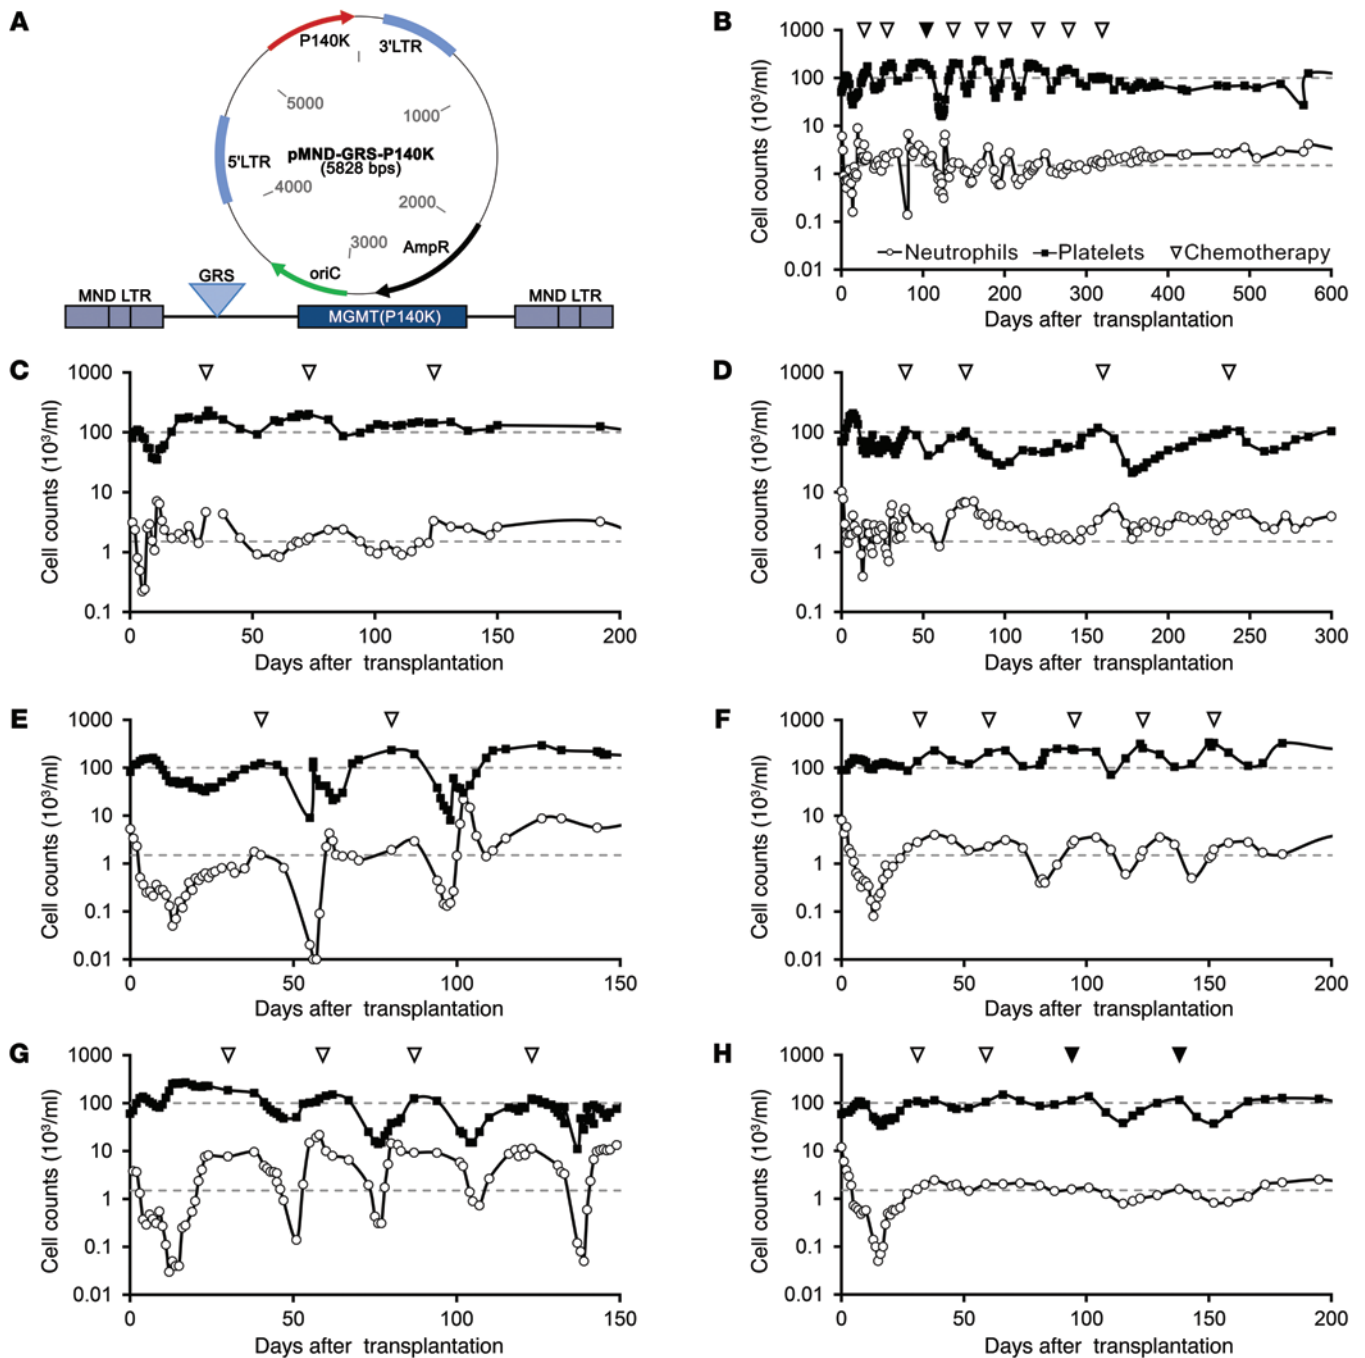 A
P140K
3'LTR
5000
1000
5'LTR
pMND-GRS-P140K
(5828 bps)
4000
2000
3000
AmpR
oriC
GRS
MND LTR
MND LTR
MGMT(P140K)
B
1000
100
10
1
0.1
0.01
Cell counts (10³/ml)
Neutrophils Platelets Chemotherapy
0 100 200 300 400 500 600
Days after transplantation
C
1000
100
10
1
0.1
Cell counts (10³/ml)
0 50 100 150 200
Days after transplantation
D
1000
100
10
1
0.1
Cell counts (10³/ml)
0 50 100 150 200 250 300
Days after transplantation
E
1000
100
10
1
0.1
0.01
Cell counts (10³/ml)
0 50 100 150
Days after transplantation
F
1000
100
10
1
0.1
0.01
Cell counts (10³/ml)
0 50 100 150 200
Days after transplantation
G
1000
100
10
1
0.1
0.01
Cell counts (10³/ml)
0 50 100 150
Days after transplantation
H
1000
100
10
1
0.1
0.01
Cell counts (10³/ml)
0 50 100 150 200
Days after transplantation